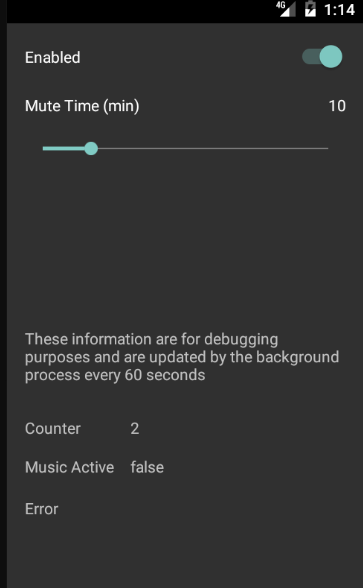 4G 1:14
Enabled
Mute Time (min) 10
These information are for debugging
purposes and are updated by the background
process every 60 seconds
Counter 2
Music Active false
Error